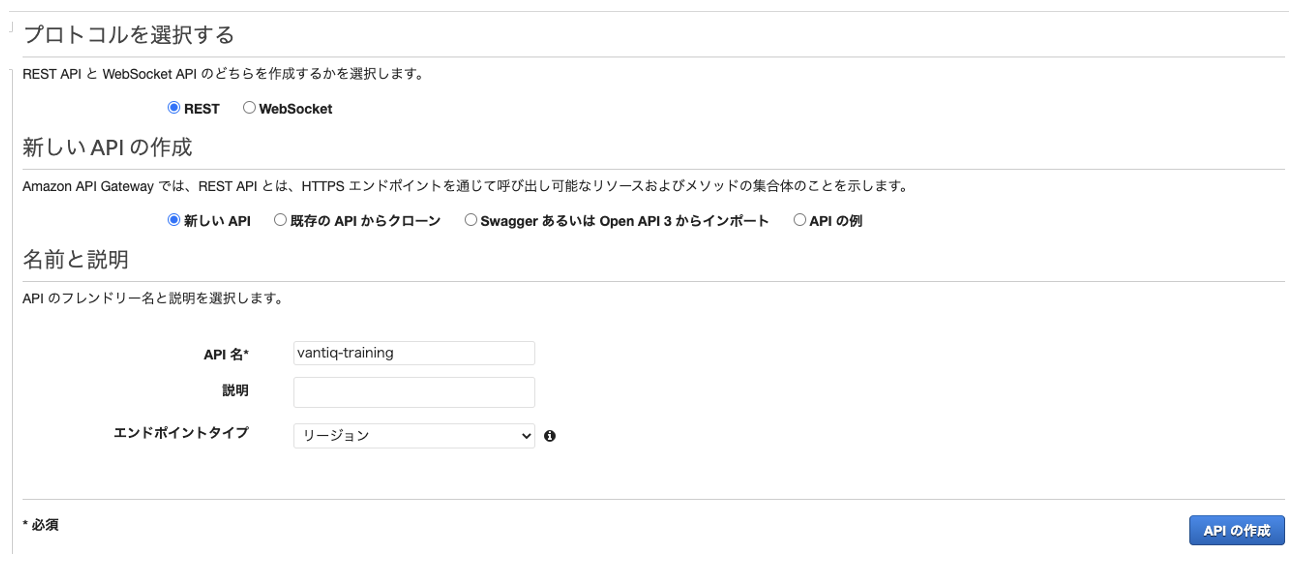 プロトコルを選択する
REST API と WebSocket API のどちらを作成するかを選択します。
REST WebSocket
新しい API の作成
Amazon API Gateway では、REST API とは、HTTPS エンドポイントを通じて呼び出し可能なリソースおよびメソッドの集合体のことを示します。
新しい API 既存の API からクローン Swagger あるいは Open API 3 からインポート API の例
名前と説明
API のフレンドリー名と説明を選択します。
API 名* vantiq-training
説明
エンドポイントタイプ リージョン
* 必須 API の作成